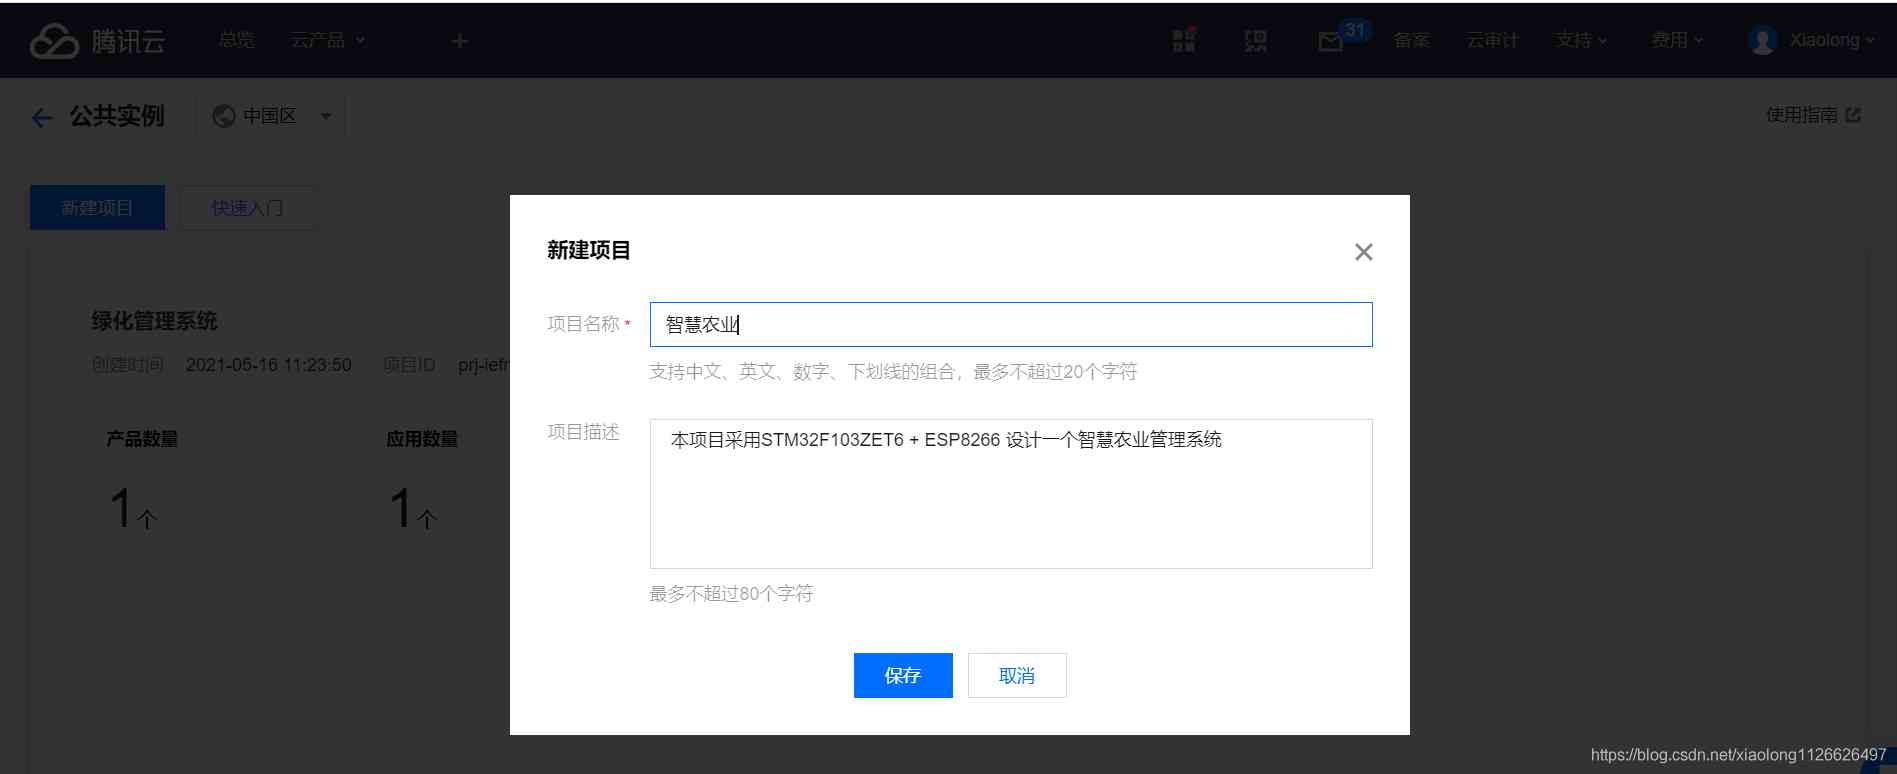 腾讯云 总览 云产品 + 31 备案 云审计 支持 费用 Xiaolong
公共实例 中国区 使用指南
新建项目 快速入门
新建项目
项目名称 * 智慧农业
支持中文、英文、数字、下划线的组合，最多不超过20个字符
项目描述 本项目采用STM32F103ZET6 + ESP8266 设计一个智慧农业管理系统
最多不超过80个字符
保存 取消
绿化管理系统
创建时间 2021-05-16 11:23:50 项目ID
产品数量 应用数量
1个 1个
https://blog.csdn.net/xiaolong1126626497